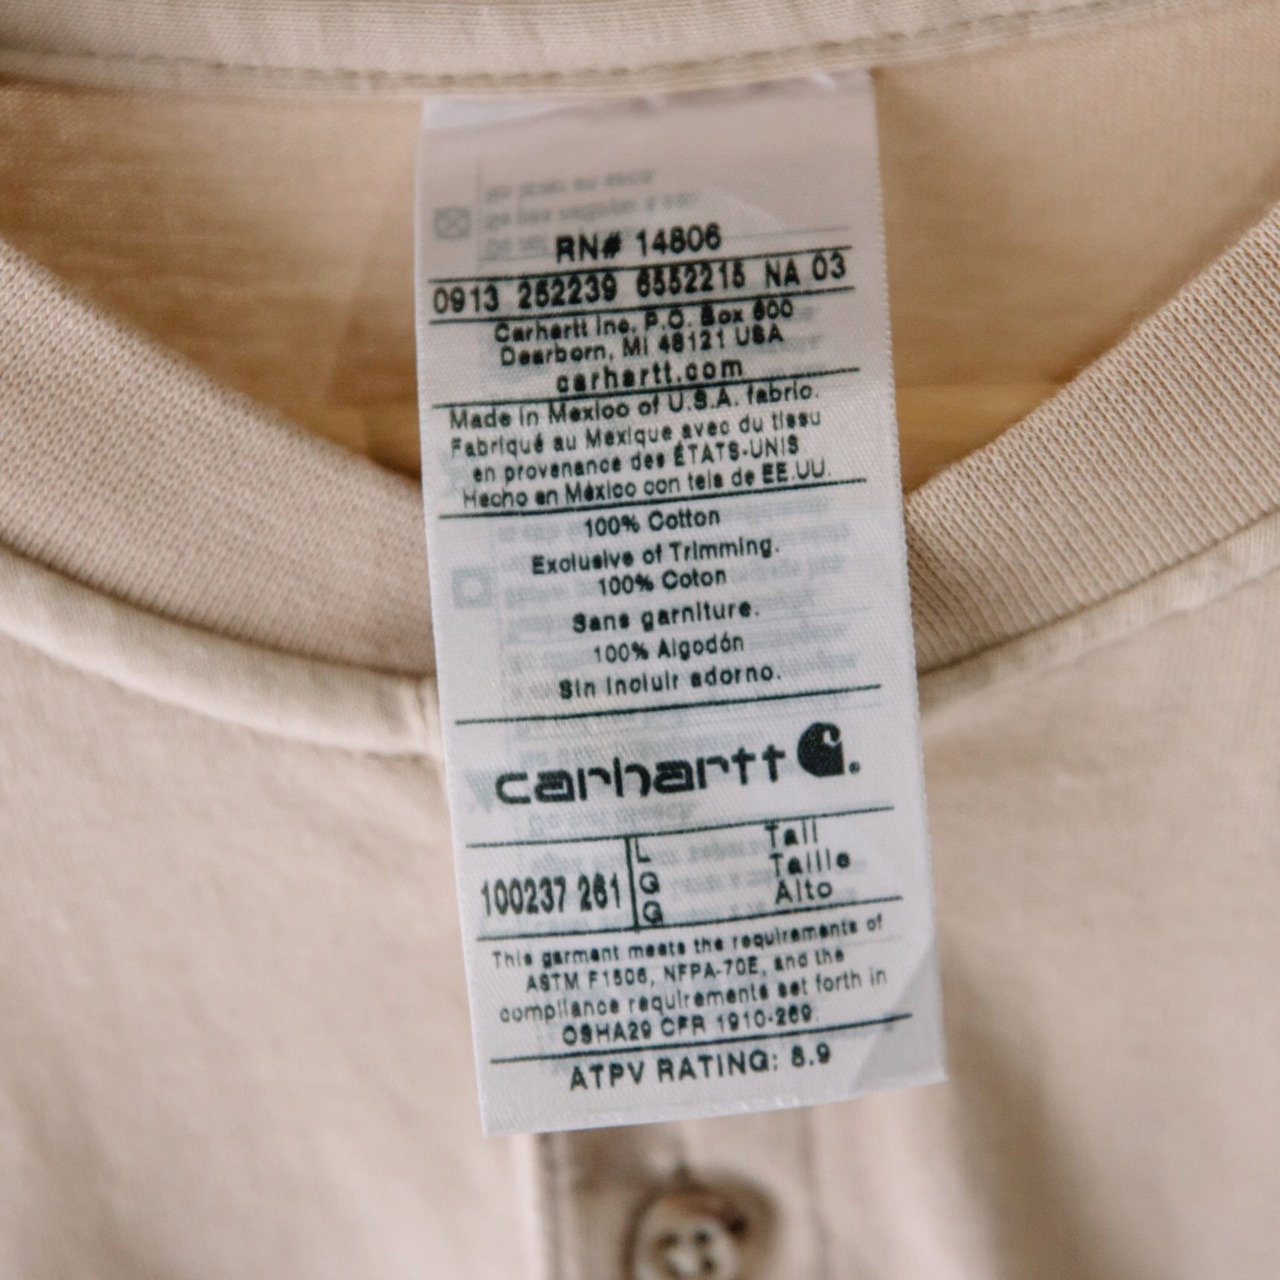 RN# 14806
0913 252239 6552215 NA 03
Carhartt Inc. P.O. Box 600
Dearborn, MI 48121 USA
carhartt.com
Made in Mexico of U.S.A. fabric.
Fabriqué au Mexique avec du tissu
en provenance des ÉTATS-UNIS
Hecho en México con tela de EE.UU.
100% Cotton
Exclusive of Trimming.
100% Coton
Sans garniture.
100% Algodón
Sin incluir adorno.
carhartt
100237 281
L Tall
G Taille
G Alto
This garment meets the requirements of
ASTM F1506, NFPA-70E, and the
compliance requirements set forth in
OSHA29 CFR 1910-269.
ATPV RATING: 8.9